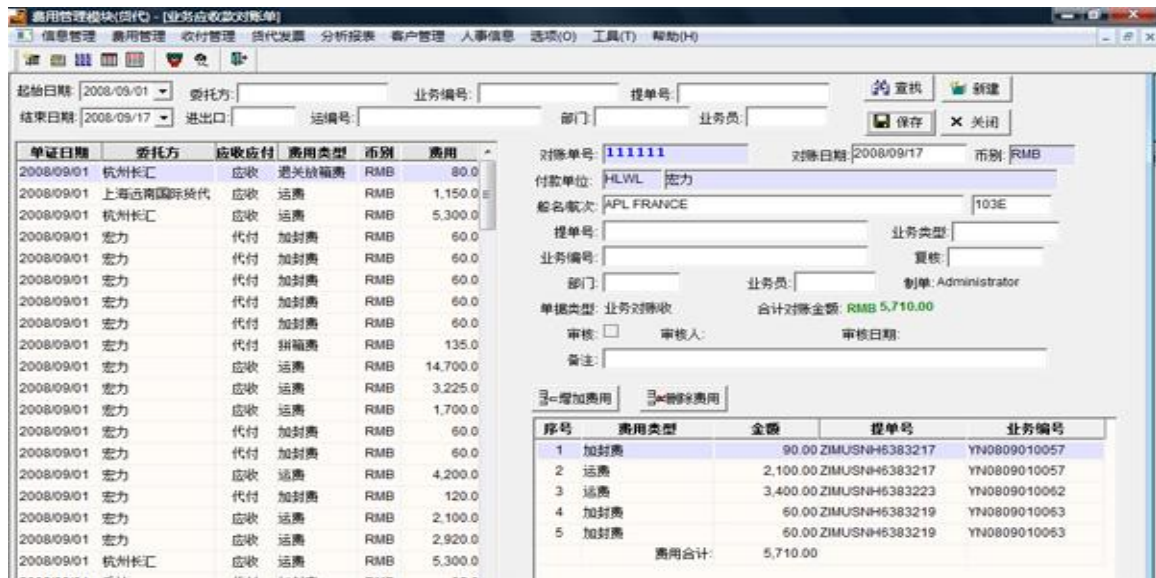 费用管理模块(货代) - [业务应收款对账单]
信息管理 费用管理 收付管理 货代发票 分析报表 客户管理 人事信息 选项(O) 工具(T) 帮助(H)
起始日期: 2008/09/01 委托方: 业务编号: 提单号: 查找 新建
结束日期: 2008/09/17 进出口: 运编号: 部门: 业务员: 保存 关闭
单证日期 委托方 应收应付 费用类型 币别 费用
2008/09/01 杭州长汇 应收 退关放箱费 RMB 80.0
2008/09/01 上海远南国际货代 应收 运费 RMB 1,150.0
2008/09/01 杭州长汇 应收 运费 RMB 5,300.0
2008/09/01 宏力 代付 加封费 RMB 60.0
2008/09/01 宏力 代付 加封费 RMB 60.0
2008/09/01 宏力 代付 加封费 RMB 60.0
2008/09/01 宏力 代付 加封费 RMB 60.0
2008/09/01 宏力 代付 加封费 RMB 60.0
2008/09/01 宏力 代付 拼箱费 RMB 135.0
2008/09/01 宏力 应收 运费 RMB 14,700.0
2008/09/01 宏力 应收 运费 RMB 3,225.0
2008/09/01 宏力 应收 运费 RMB 1,700.0
2008/09/01 宏力 代付 加封费 RMB 60.0
2008/09/01 宏力 代付 加封费 RMB 60.0
2008/09/01 宏力 应收 运费 RMB 4,200.0
2008/09/01 宏力 代付 加封费 RMB 120.0
2008/09/01 宏力 应收 运费 RMB 2,100.0
2008/09/01 宏力 应收 运费 RMB 2,920.0
2008/09/01 杭州长汇 应收 运费 RMB 5,300.0
对账单号: 111111 对账日期: 2008/09/17 币别: RMB
付款单位: HLWL 宏力
船名/航次: APL FRANCE 103E
提单号: 业务类型:
业务编号: 复核:
部门: 业务员: 制单: Administrator
单据类型: 业务对账收 合计对账金额: RMB 5,710.00
审核: 审核人: 审核日期:
备注:
增加费用 删除费用
序号 费用类型 金额 提单号 业务编号
1 加封费 90.00 ZIMUSNH6383217 YN0809010057
2 运费 2,100.00 ZIMUSNH6383217 YN0809010057
3 运费 3,400.00 ZIMUSNH6383223 YN0809010062
4 加封费 60.00 ZIMUSNH6383219 YN0809010063
5 加封费 60.00 ZIMUSNH6383219 YN0809010063
费用合计: 5,710.00